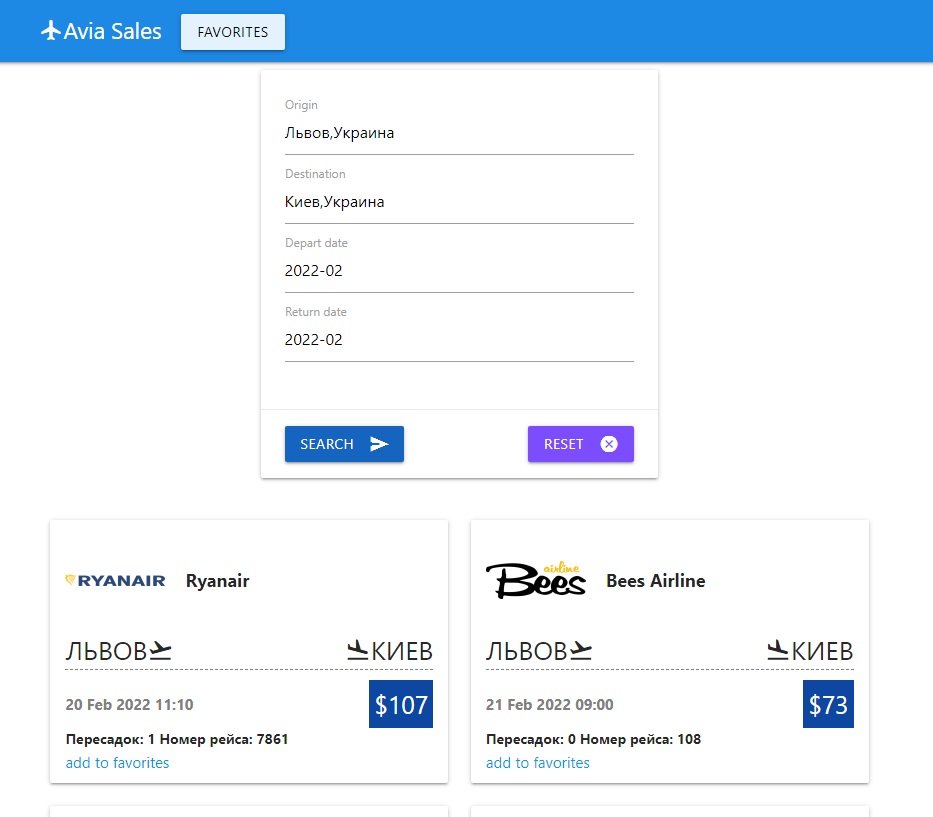 Avia Sales FAVORITES
Origin
Львов,Украина
Destination
Киев,Украина
Depart date
2022-02
Return date
2022-02
SEARCH RESET
RYANAIR Ryanair
ЛЬВОВ КИЕВ
20 Feb 2022 11:10 $107
Пересадок: 1 Номер рейса: 7861
add to favorites
airline
Bees Bees Airline
ЛЬВОВ КИЕВ
21 Feb 2022 09:00 $73
Пересадок: 0 Номер рейса: 108
add to favorites